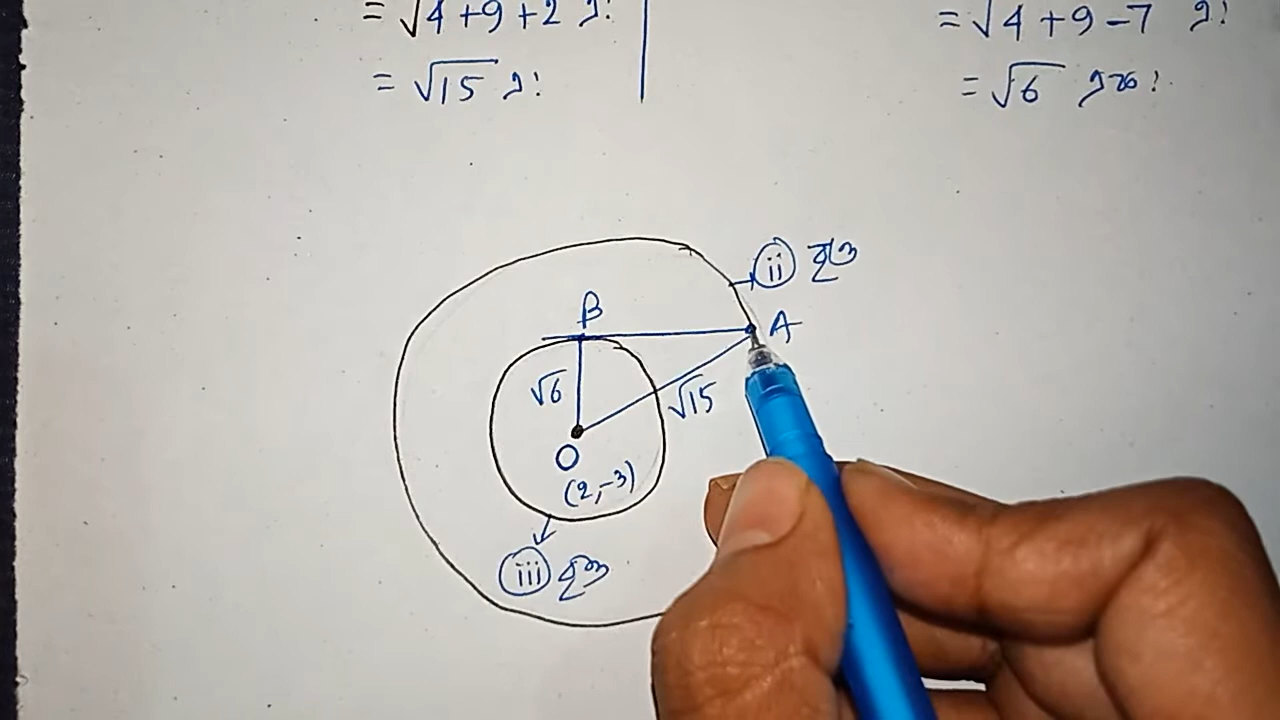 = √4+9+2
= √15
= √4+9-7
= √6
ii
B
A
√6
√15
O
(2,-3)
iii